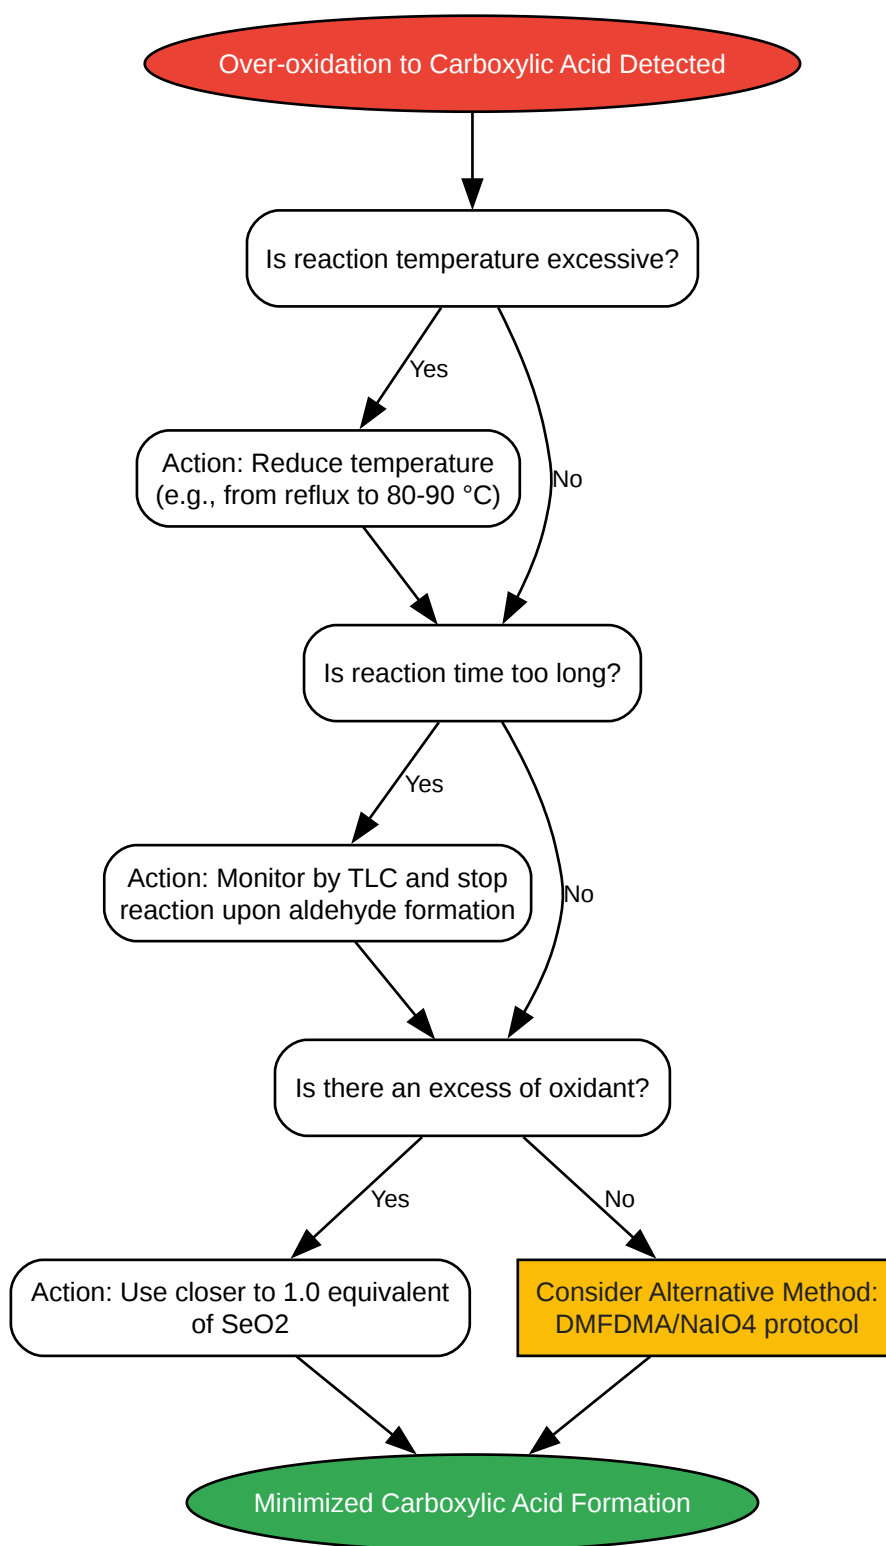 Over-oxidation to Carboxylic Acid Detected
Is reaction temperature excessive?
Yes
Action: Reduce temperature
(e.g., from reflux to 80-90 °C)
No
Is reaction time too long?
Yes
Action: Monitor by TLC and stop
reaction upon aldehyde formation
No
Is there an excess of oxidant?
Yes
No
Action: Use closer to 1.0 equivalent
of SeO2
Consider Alternative Method:
DMFDMA/NaIO4 protocol
Minimized Carboxylic Acid Formation